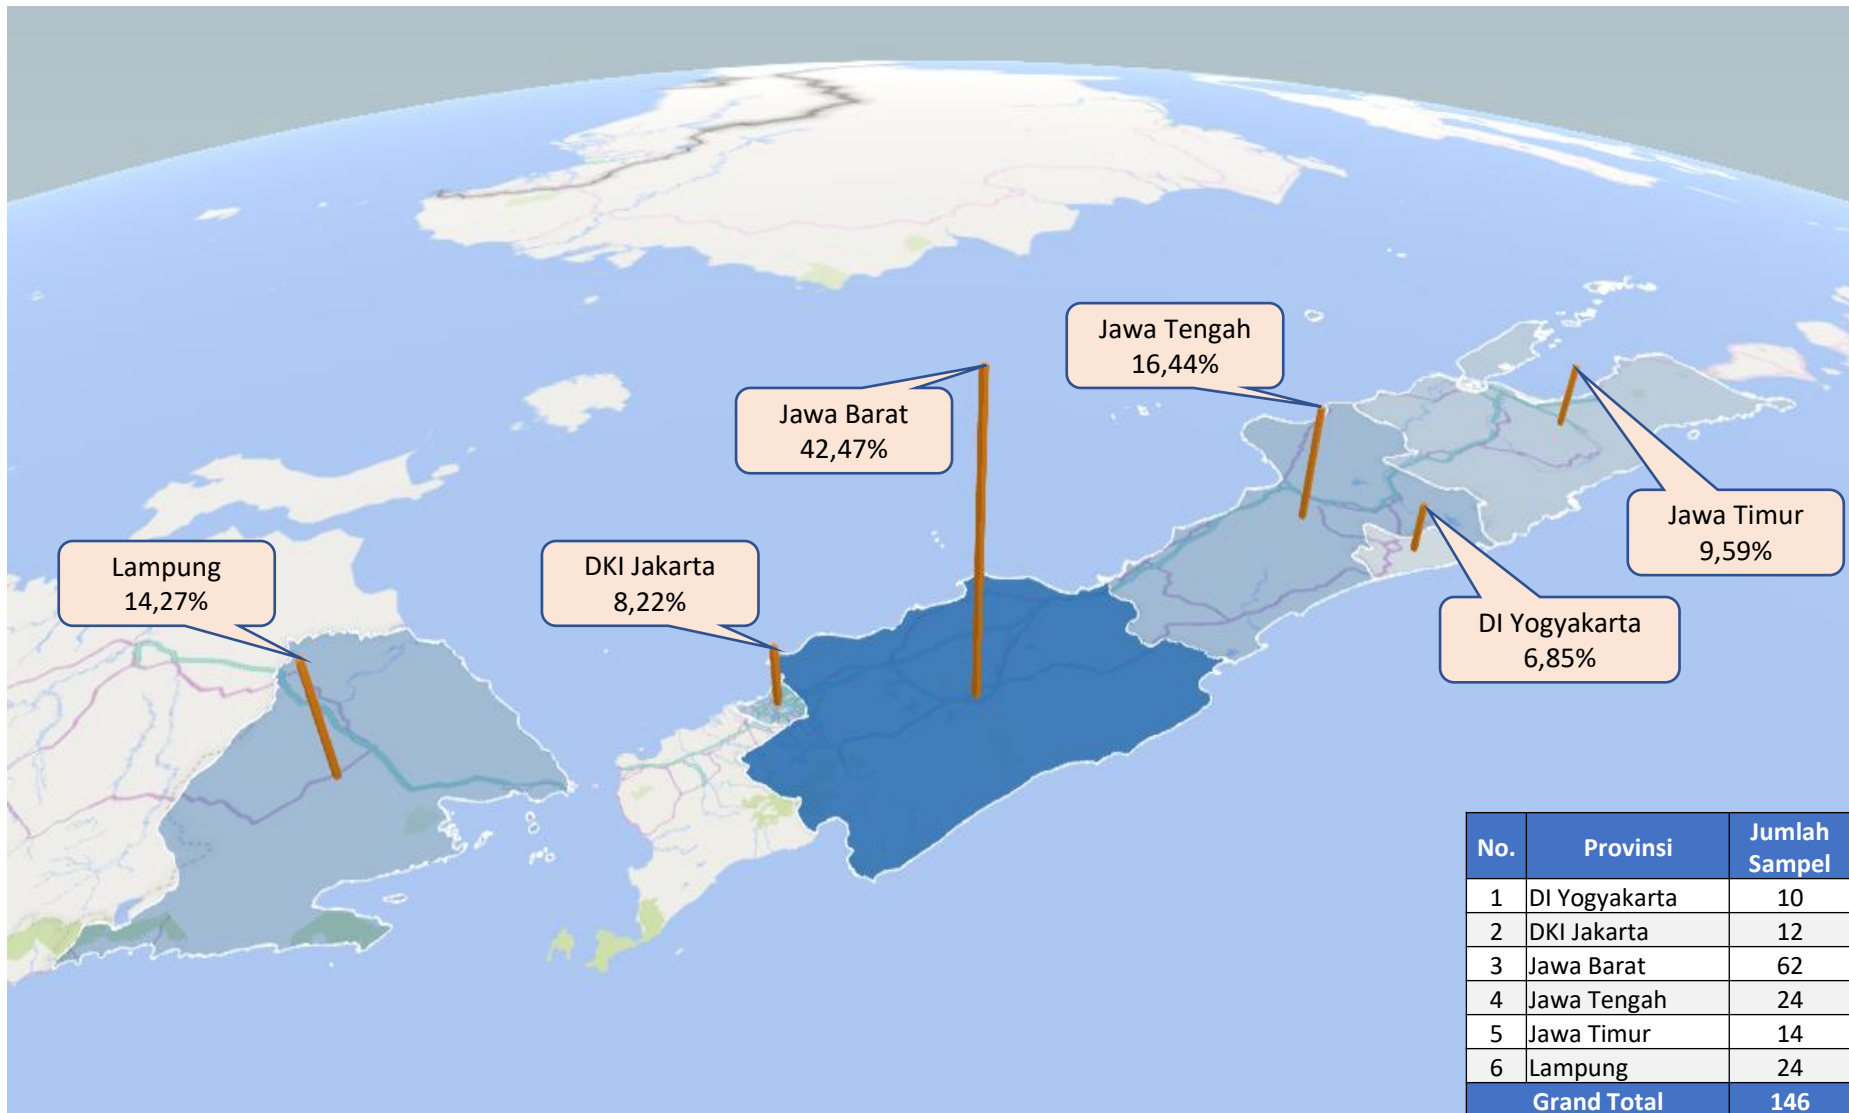 Jawa Tengah
16,44%
Jawa Barat
42,47%
Jawa Timur
9,59%
Lampung
14,27%
DKI Jakarta
8,22%
DI Yogyakarta
6,85%
No. Provinsi Jumlah Sampel
1 DI Yogyakarta 10
2 DKI Jakarta 12
3 Jawa Barat 62
4 Jawa Tengah 24
5 Jawa Timur 14
6 Lampung 24
Grand Total 146